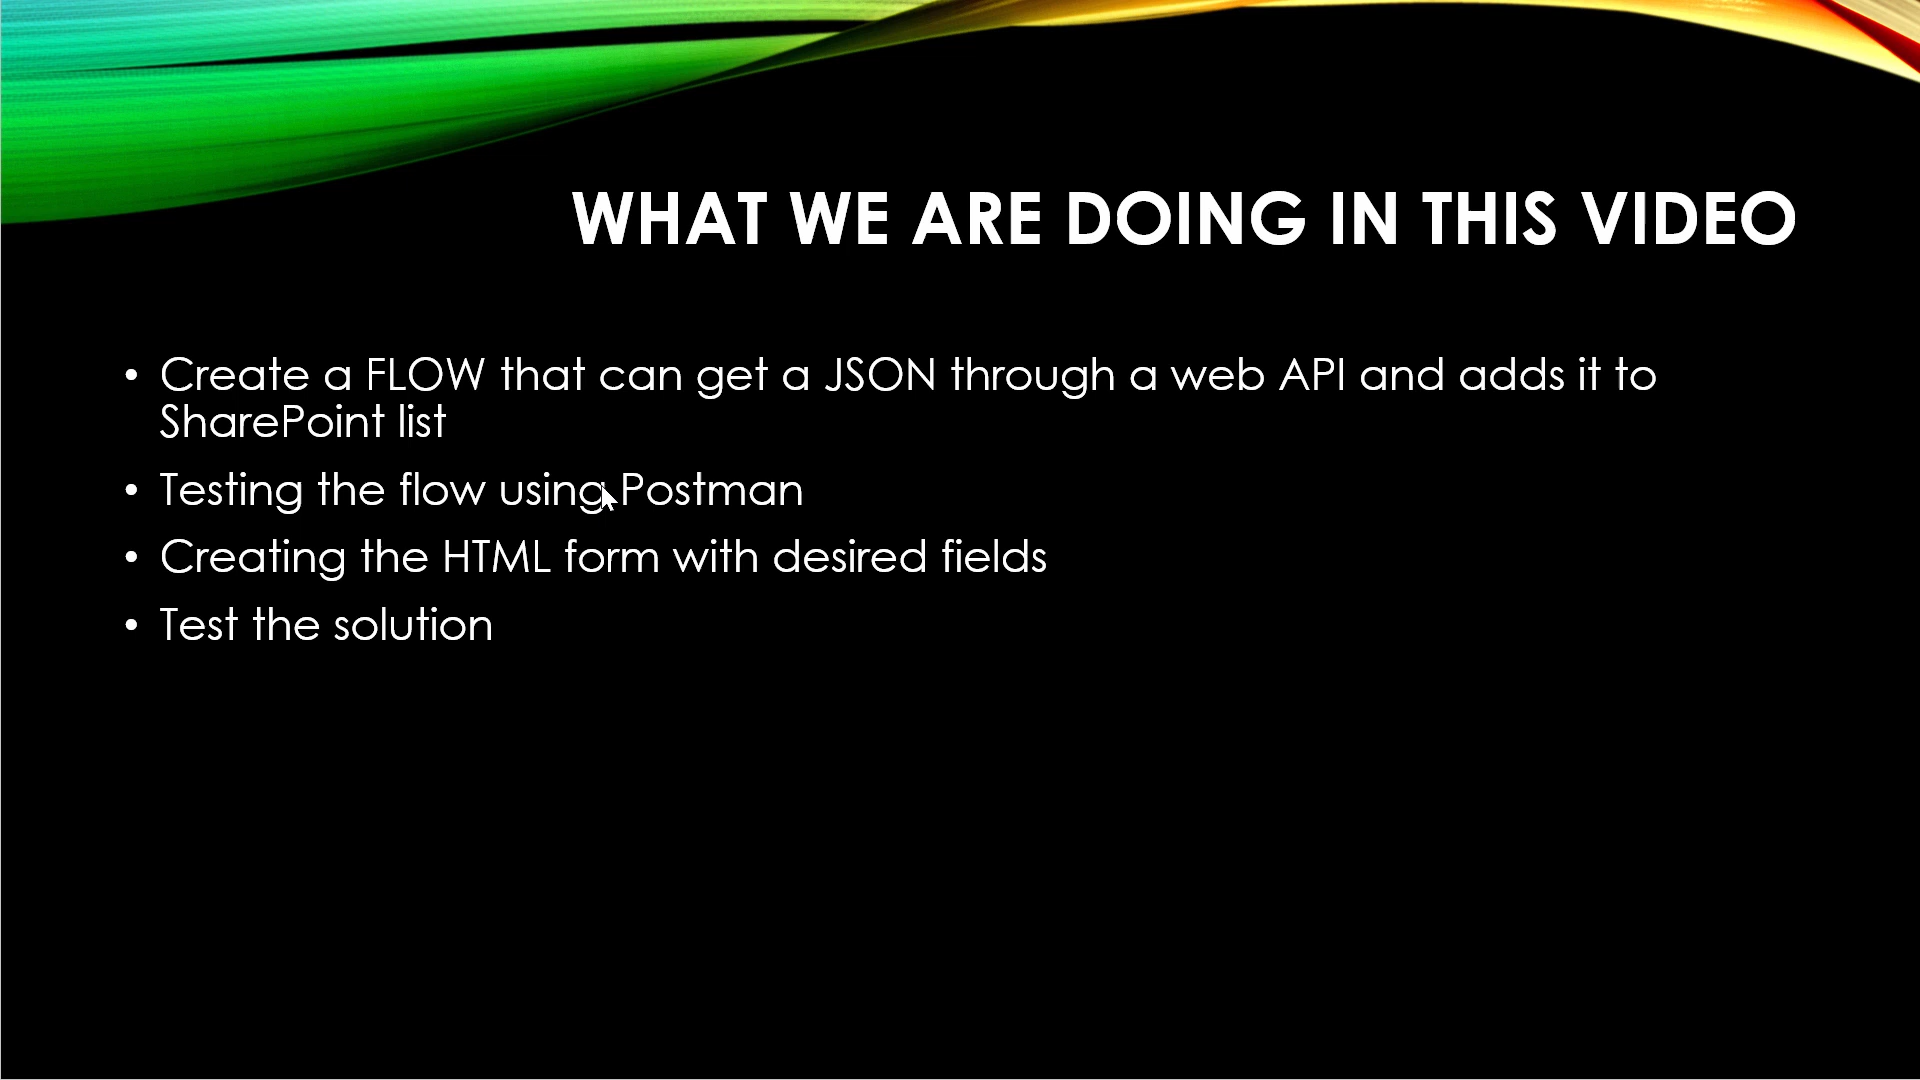 WHAT WE ARE DOING IN THIS VIDEO
• Create a FLOW that can get a JSON through a web API and adds it to
SharePoint list
• Testing the flow using Postman
• Creating the HTML form with desired fields
• Test the solution